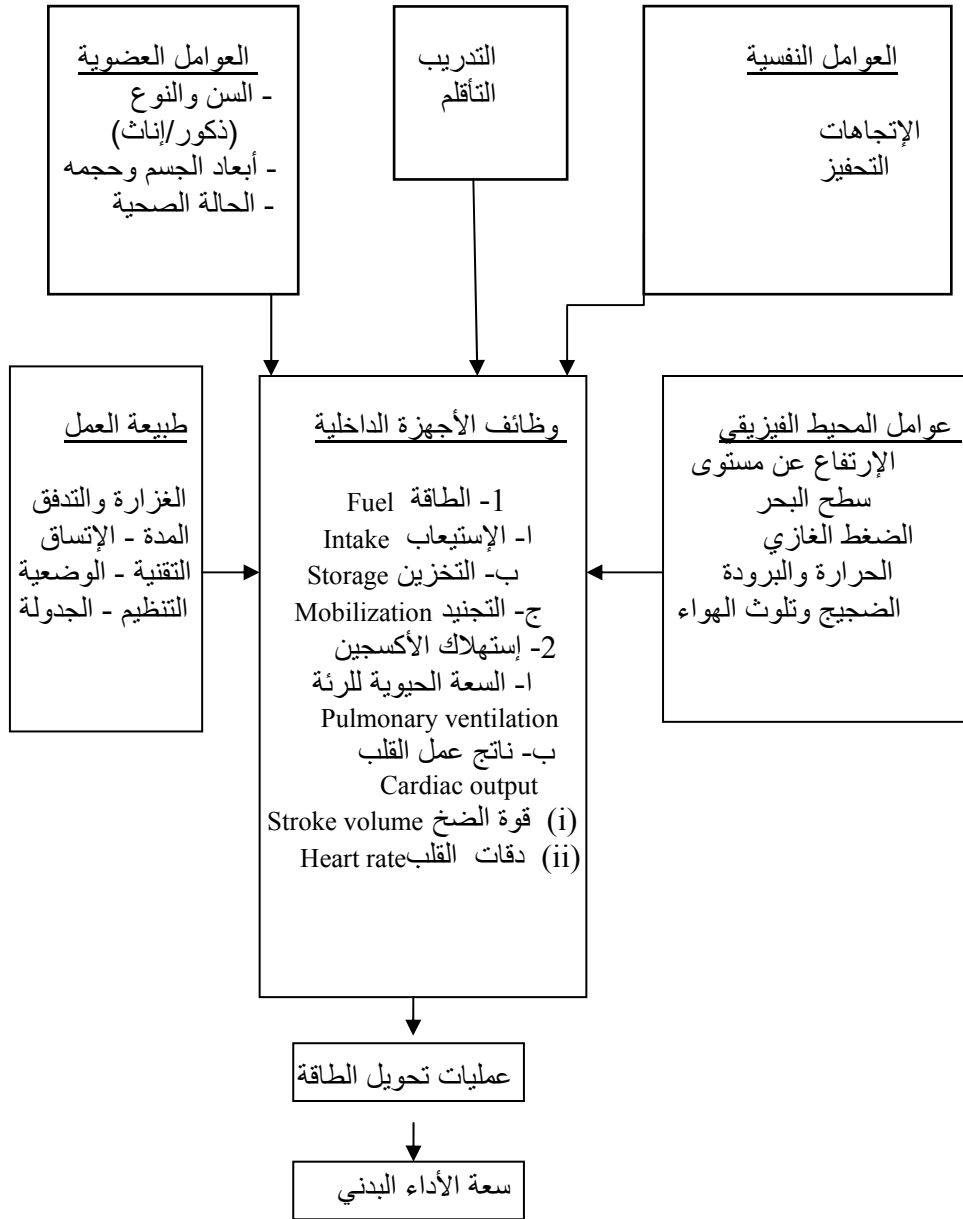 العوامل العضوية
- السن والنوع
(ذكور/إناث)
- أبعاد الجسم وحجمه
- الحالة الصحية
التدريب
التأقلم
العوامل النفسية
الإتجاهات
التحفيز
طبيعة العمل
الغزارة والتدفق
المدة - الإتساق
التقنية - الوضعية
التنظيم - الجدولة
وظائف الأجهزة الداخلية
1- الطاقة Fuel
ا- الإستيعاب Intake
ب- التخزين Storage
ج- التجنيد Mobilization
2- إستهلاك الأكسجين
ا- السعة الحيوية للرئة
Pulmonary ventilation
ب- ناتج عمل القلب
Cardiac output
(i) قوة الضخ Stroke volume
(ii) دقات القلب Heart rate
عوامل المحيط الفيزيقي
الإرتفاع عن مستوى
سطح البحر
الضغط الغازي
الحرارة والبرودة
الضجيج وتلوث الهواء
عمليات تحويل الطاقة
سعة الأداء البدني